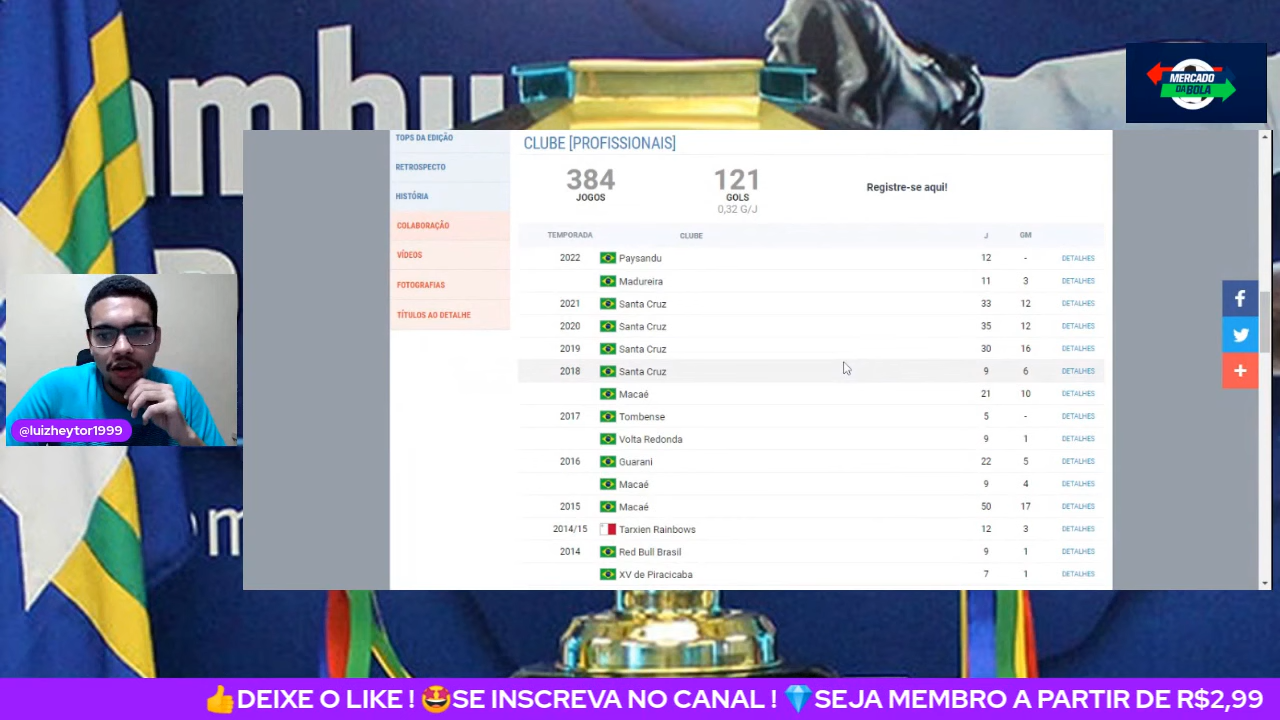 ambu
MERCADO
DA BOLA
TOPS DA EDIÇÃO
RETROSPECTO
HISTÓRIA
COLABORAÇÃO
VÍDEOS
FOTOGRAFIAS
TÍTULOS AO DETALHE
CLUBE [PROFISSIONAIS]
384 121
JOGOS GOLS
0,32 G/J
Registre-se aqui!
TEMPORADA CLUBE J GM
2022 Paysandu 12 - DETALHES
Madureira 11 3 DETALHES
2021 Santa Cruz 33 12 DETALHES
2020 Santa Cruz 35 12 DETALHES
2019 Santa Cruz 30 16 DETALHES
2018 Santa Cruz 9 6 DETALHES
Macaé 21 10 DETALHES
2017 Tombense 5 - DETALHES
Volta Redonda 9 1 DETALHES
2016 Guarani 22 5 DETALHES
Macaé 9 4 DETALHES
2015 Macaé 50 17 DETALHES
2014/15 Tarxien Rainbows 12 3 DETALHES
2014 Red Bull Brasil 9 1 DETALHES
XV de Piracicaba 7 1 DETALHES
@luizheytor1999
👍DEIXE O LIKE ! 🤩SE INSCREVA NO CANAL ! 💎SEJA MEMBRO A PARTIR DE R$2,99